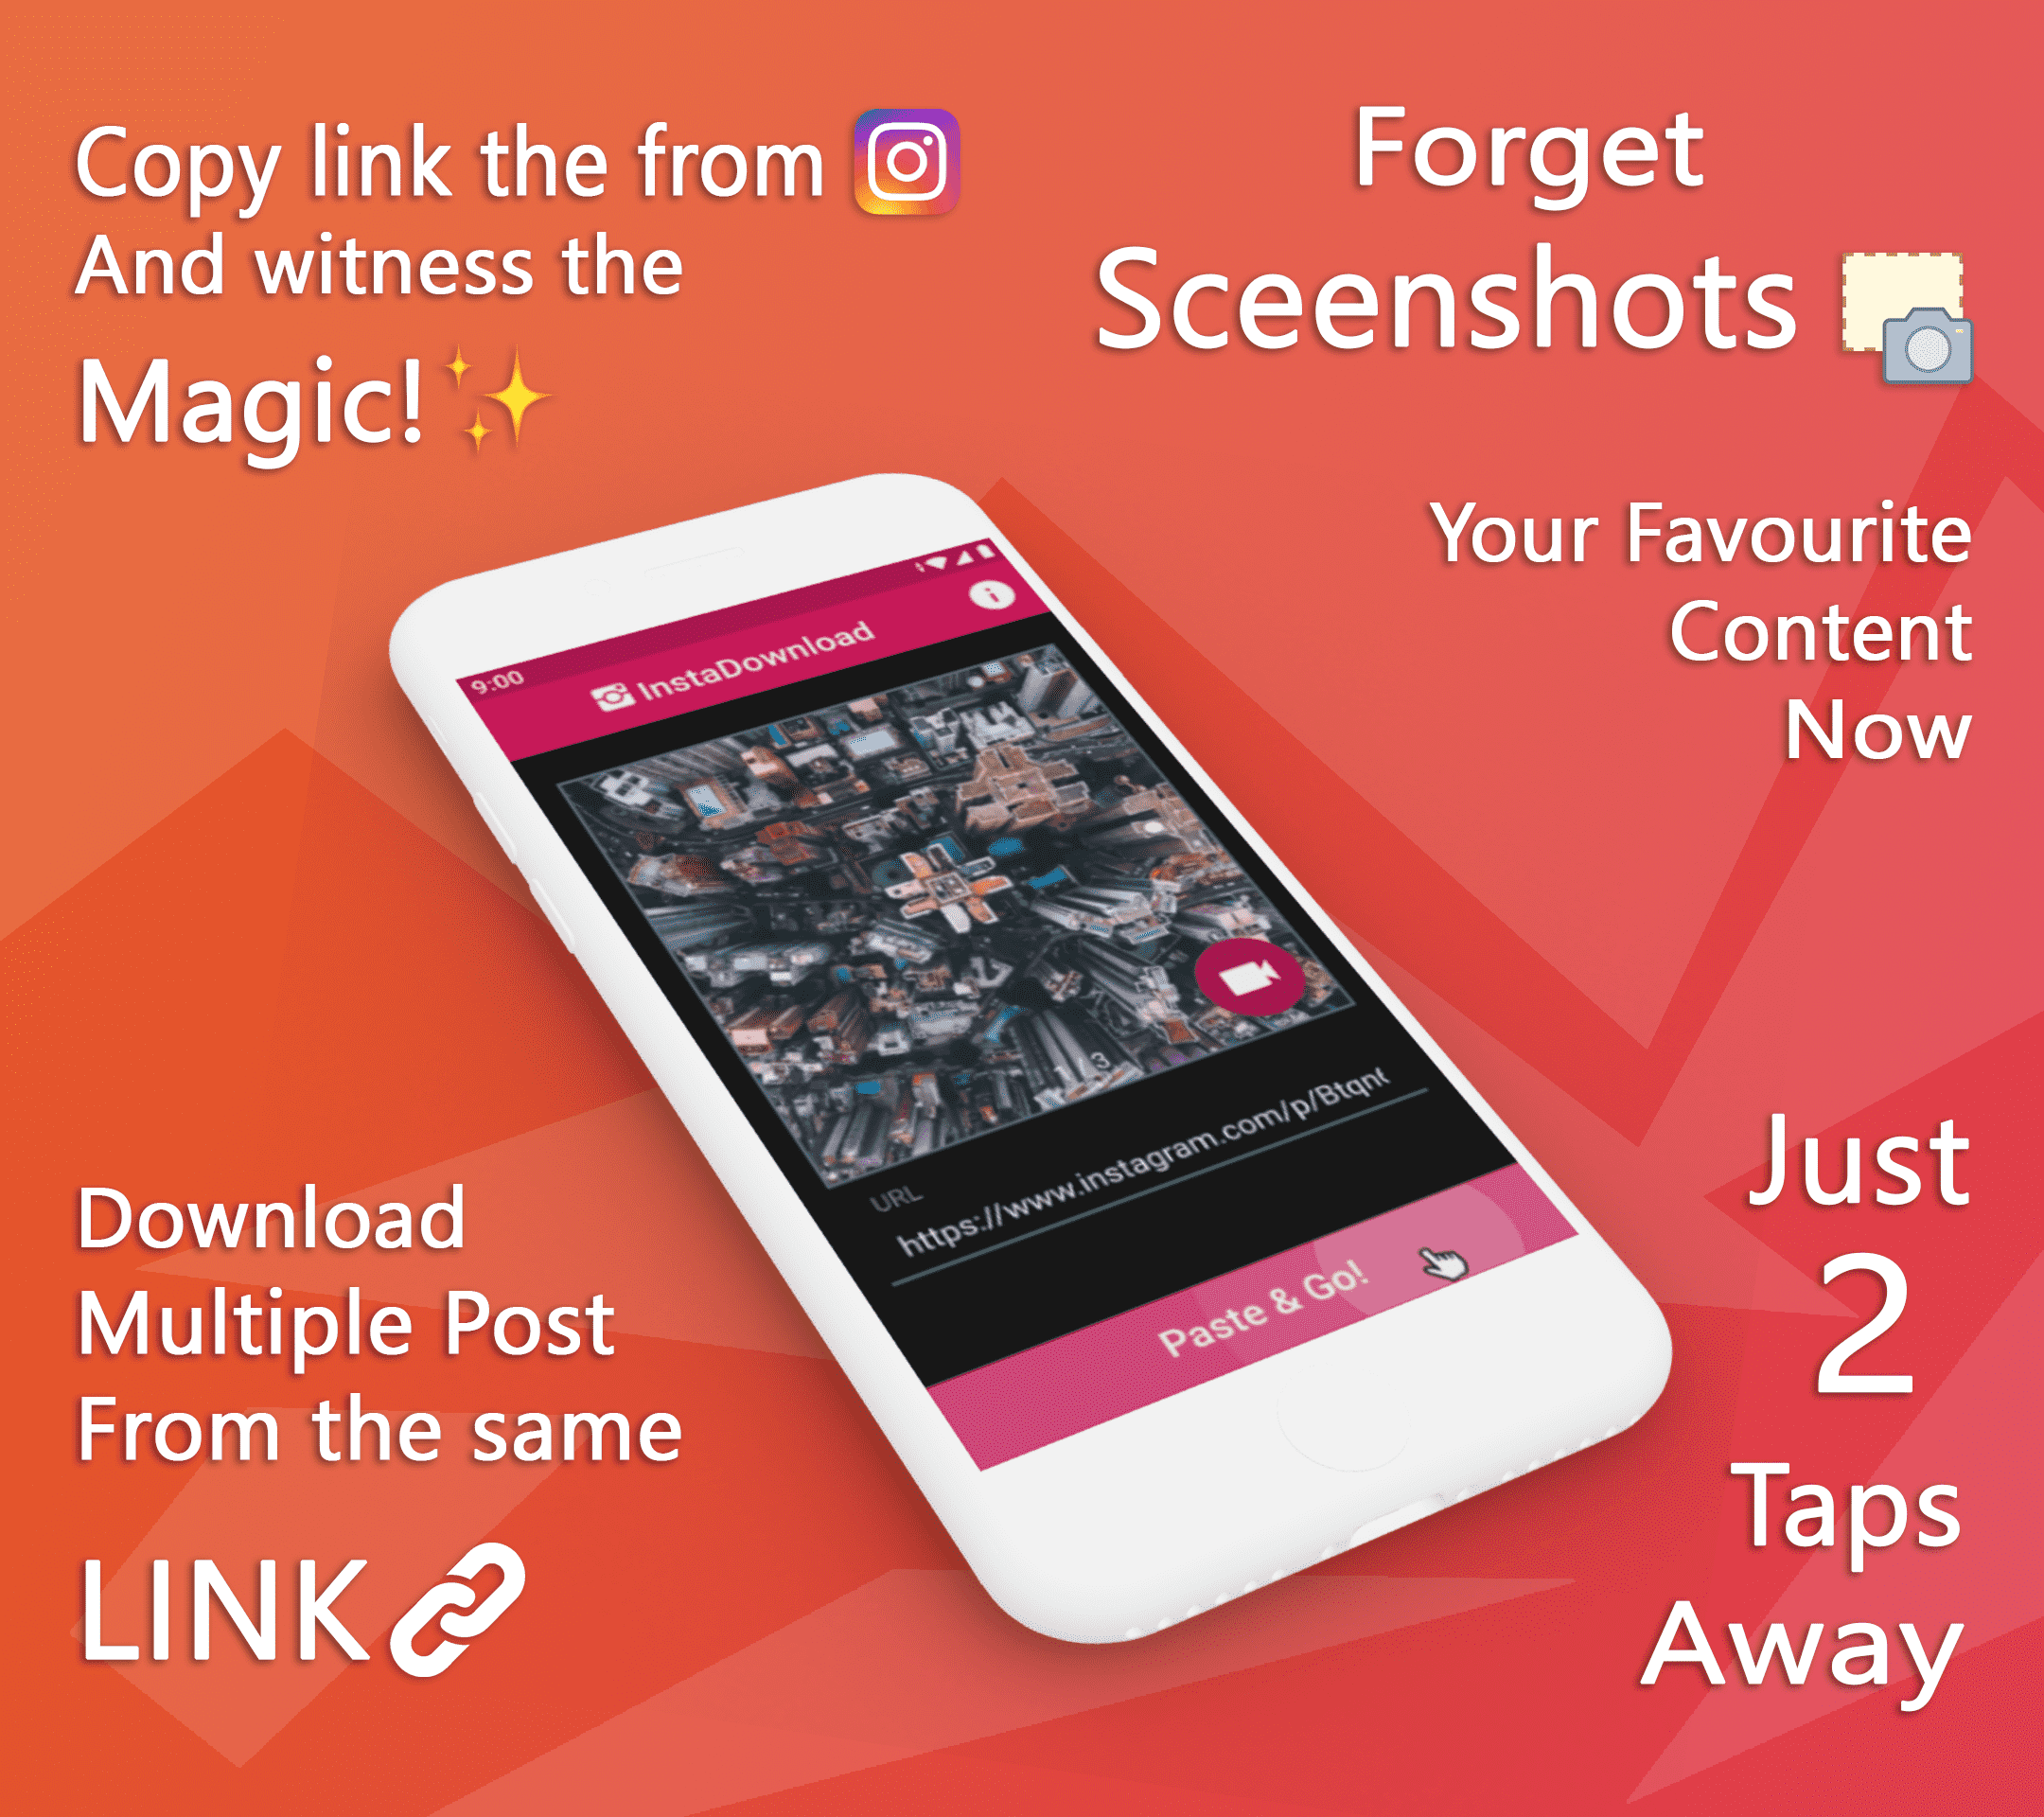 Copy link the from
And witness the
Magic!
Forget
Sceenshots
Your Favourite
Content
Now
9:00
InstaDownload
1 / 3
URL
https://www.instagram.com/p/Btqn
Paste & Go!
Download
Multiple Post
From the same
LINK
Just
2
Taps
Away